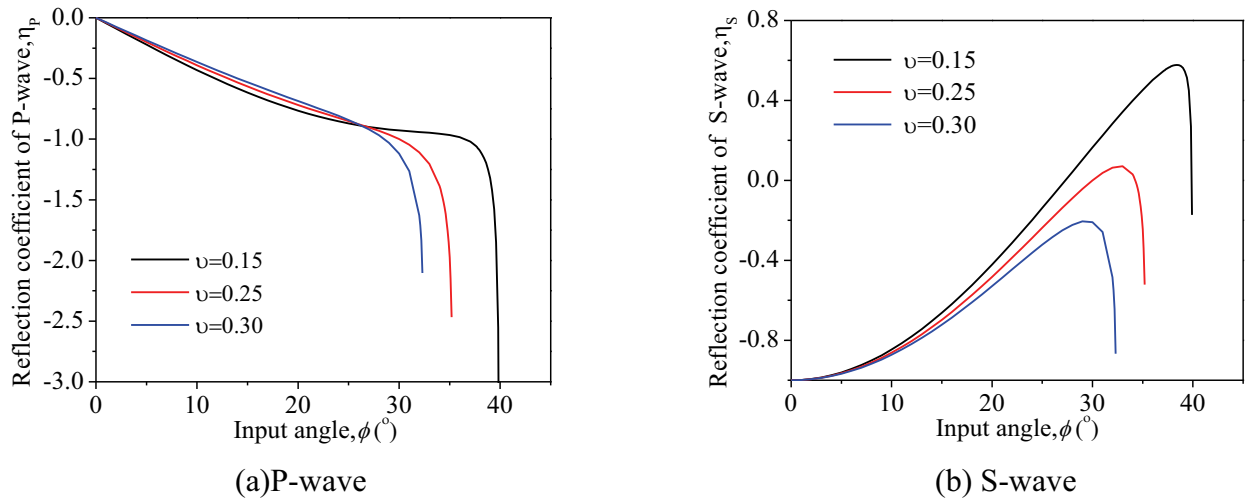 Reflection coefficient of P-wave,ηP
0.0
-0.5
-1.0
-1.5
-2.0
-2.5
-3.0
υ=0.15
υ=0.25
υ=0.30
0 10 20 30 40
Input angle,ϕ(°)
(a)P-wave
Reflection coefficient of S-wave,ηS
0.8
0.4
0.0
-0.4
-0.8
υ=0.15
υ=0.25
υ=0.30
0 10 20 30 40
Input angle,ϕ(°)
(b) S-wave